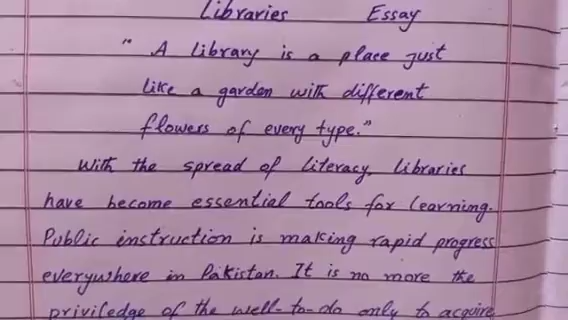 Libraries Essay
" A library is a place just
like a garden with different
flowers of every type."
With the spread of literacy, libraries
have become essential tools for learning.
Public instruction is making rapid progress
everywhere in Pakistan. It is no more the
priviledge of the well-to-do only to acquire